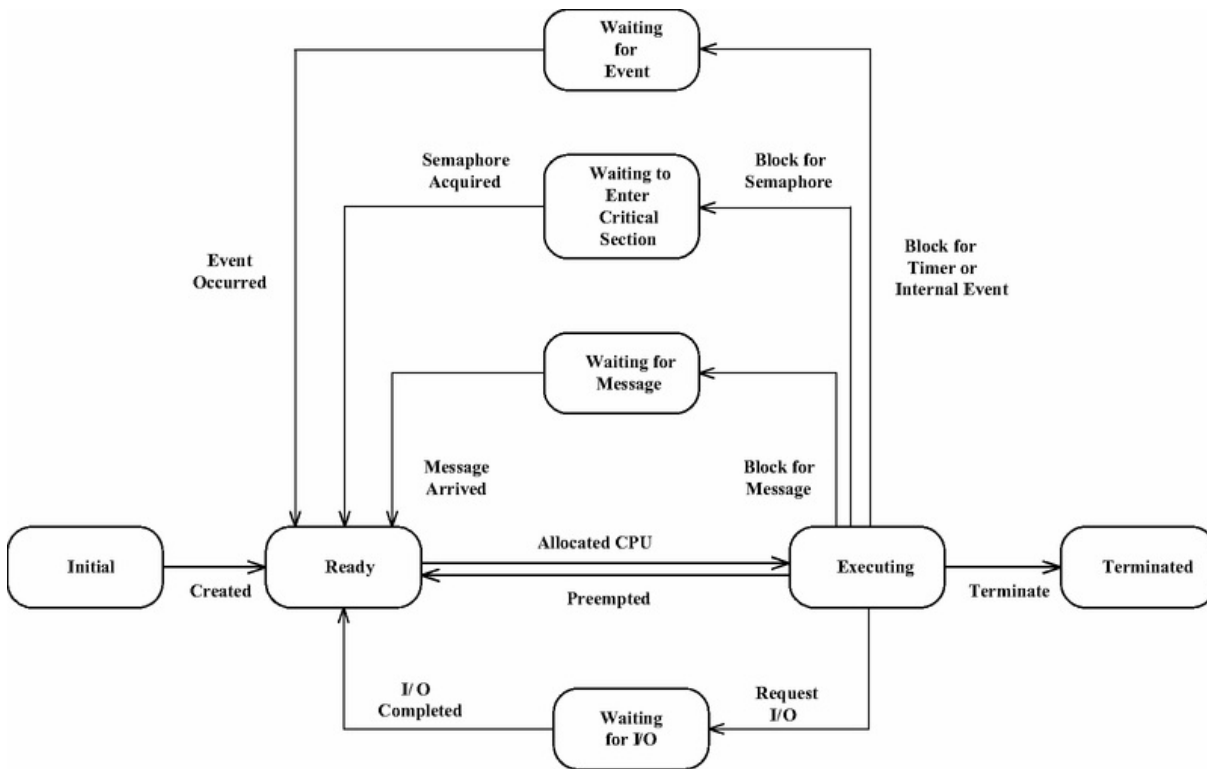 Waiting
for
Event
Semaphore
Acquired
Waiting to
Enter
Critical
Section
Block for
Semaphore
Event
Occurred
Block for
Timer or
Internal Event
Waiting for
Message
Message
Arrived
Block for
Message
Initial
Created
Ready
Allocated CPU
Preempted
Executing
Terminate
Terminated
I/O
Completed
Waiting
for I/O
Request
I/O